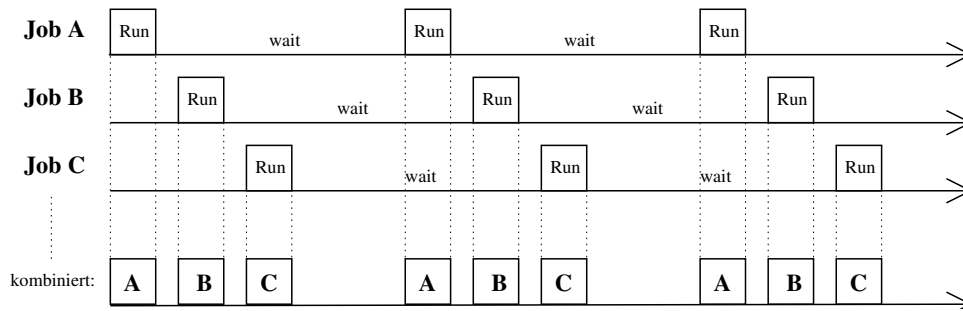 Job A Run wait Run wait Run
Job B Run wait Run wait Run
Job C Run wait Run wait Run
kombiniert: A B C A B C A B C